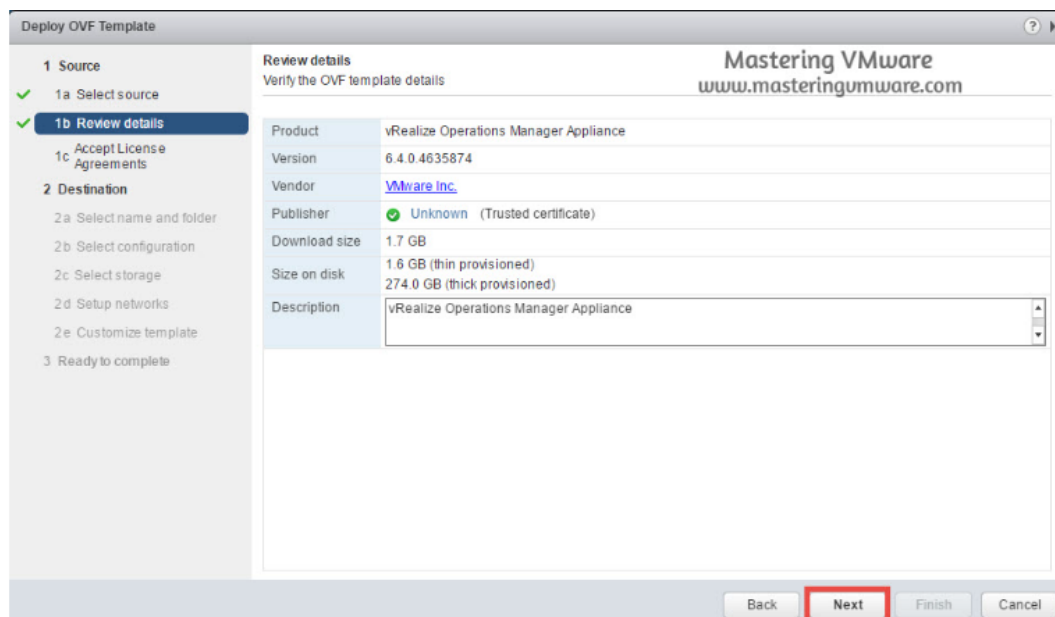 Deploy OVF Template
?
1 Source
1a Select source
1b Review details
1c Accept License
Agreements
2 Destination
2a Select name and folder
2b Select configuration
2c Select storage
2d Setup networks
2e Customize template
3 Ready to complete
Review details
Verify the OVF template details
Mastering VMware
www.masteringvmware.com
Product vRealize Operations Manager Appliance
Version 6.4.0.4635874
Vendor VMware Inc.
Publisher Unknown (Trusted certificate)
Download size 1.7 GB
Size on disk 1.6 GB (thin provisioned)
274.0 GB (thick provisioned)
Description vRealize Operations Manager Appliance
Back Next Finish Cancel